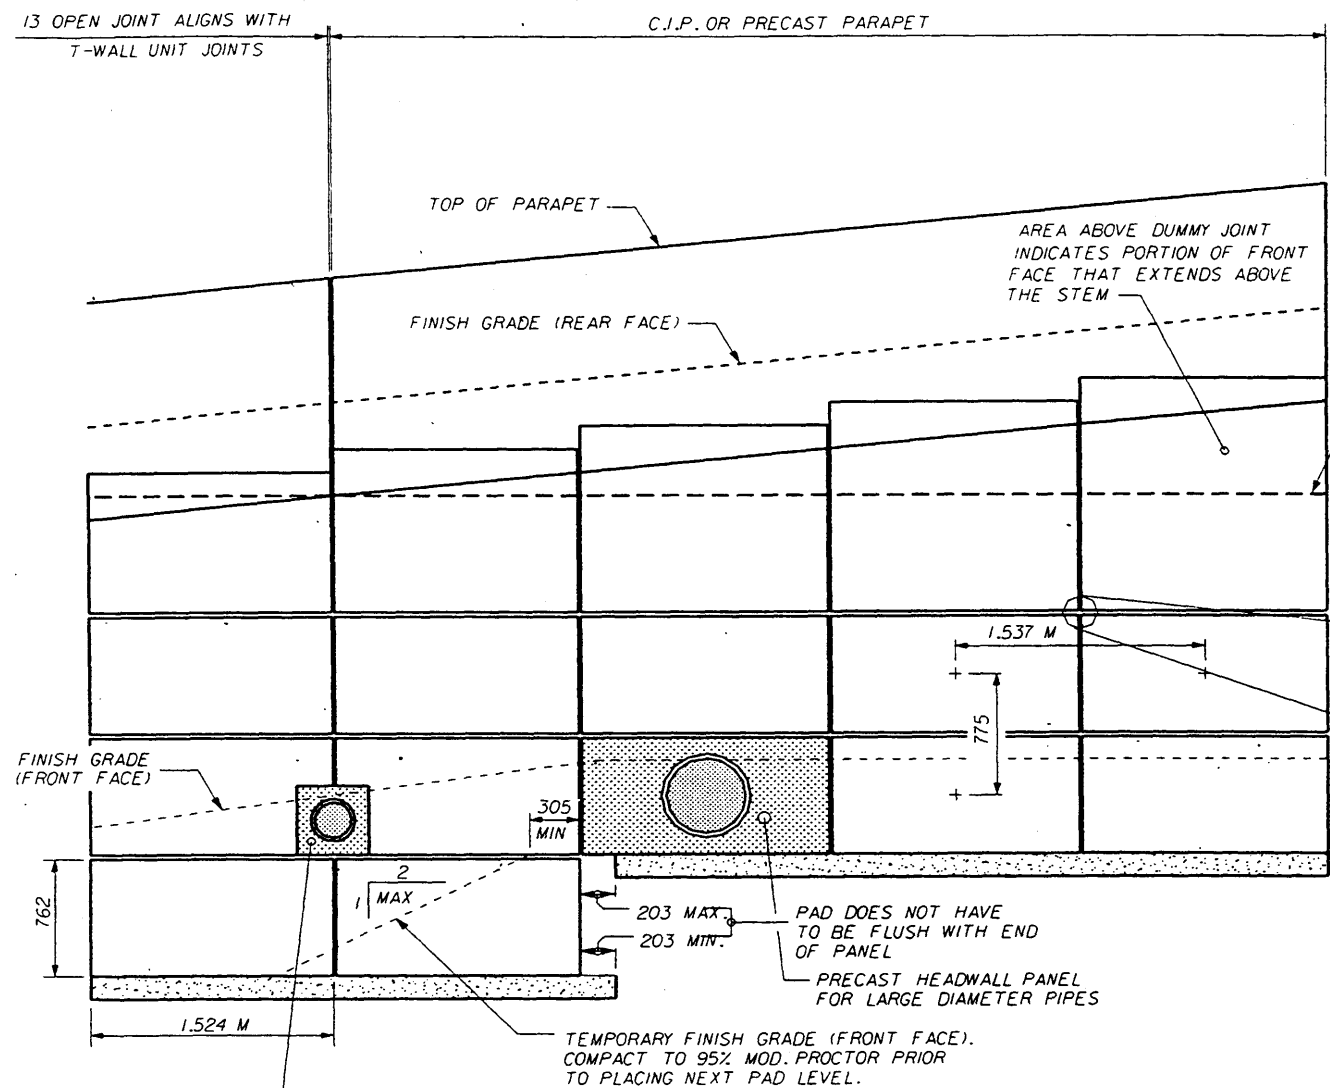 13 OPEN JOINT ALIGNS WITH
T-WALL UNIT JOINTS
C.I.P. OR PRECAST PARAPET
TOP OF PARAPET
AREA ABOVE DUMMY JOINT
INDICATES PORTION OF FRONT
FACE THAT EXTENDS ABOVE
THE STEM
FINISH GRADE (REAR FACE)
1.537 M
775
FINISH GRADE
(FRONT FACE)
305
MIN
2
1
MAX
762
203 MAX.
203 MIN.
PAD DOES NOT HAVE
TO BE FLUSH WITH END
OF PANEL
PRECAST HEADWALL PANEL
FOR LARGE DIAMETER PIPES
1.524 M
TEMPORARY FINISH GRADE (FRONT FACE).
COMPACT TO 95% MOD. PROCTOR PRIOR
TO PLACING NEXT PAD LEVEL.